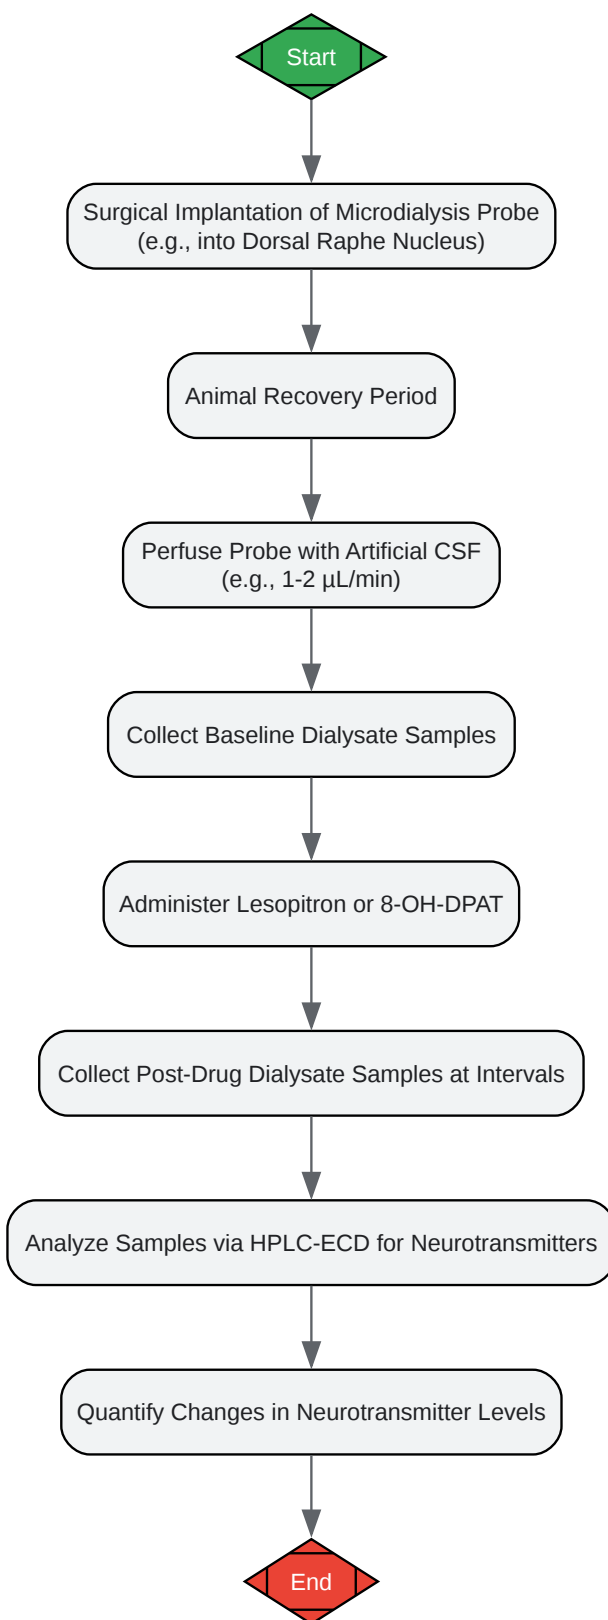 Start
Surgical Implantation of Microdialysis Probe
(e.g., into Dorsal Raphe Nucleus)
Animal Recovery Period
Perfuse Probe with Artificial CSF
(e.g., 1-2 µL/min)
Collect Baseline Dialysate Samples
Administer Lesopitron or 8-OH-DPAT
Collect Post-Drug Dialysate Samples at Intervals
Analyze Samples via HPLC-ECD for Neurotransmitters
Quantify Changes in Neurotransmitter Levels
End